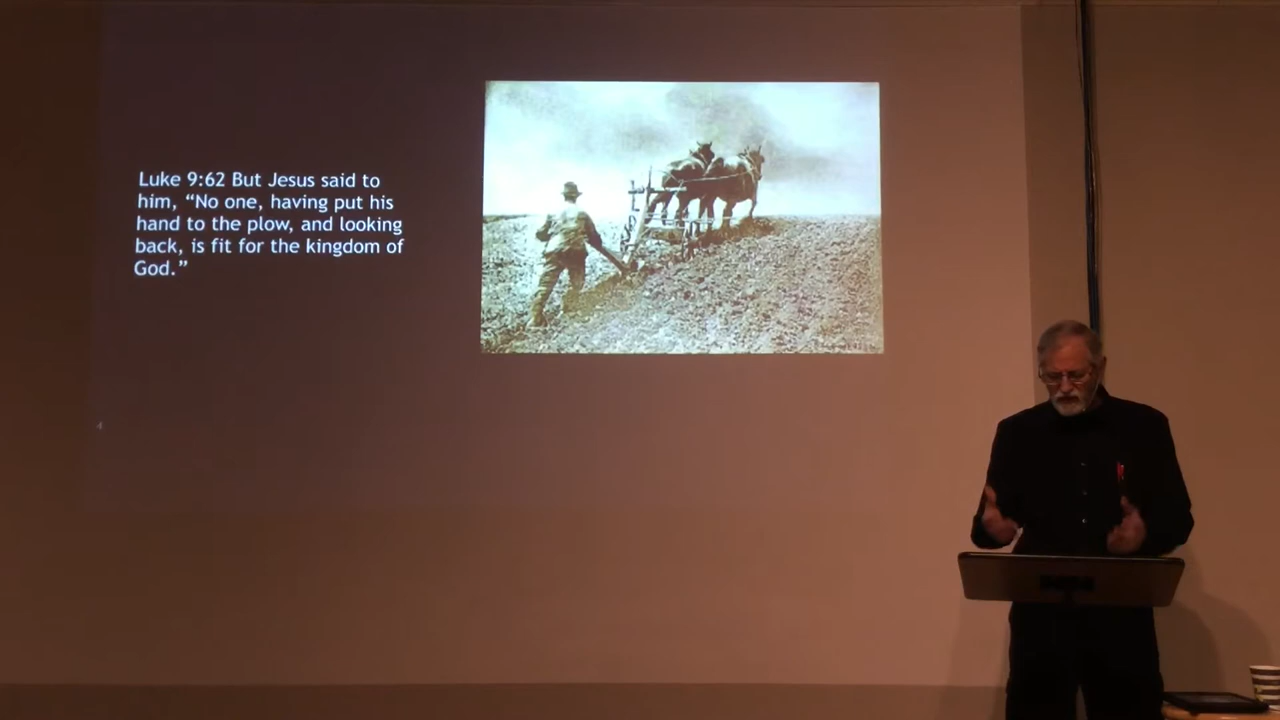 Luke 9:62 But Jesus said to
him, “No one, having put his
hand to the plow, and looking
back, is fit for the kingdom of
God.”
4